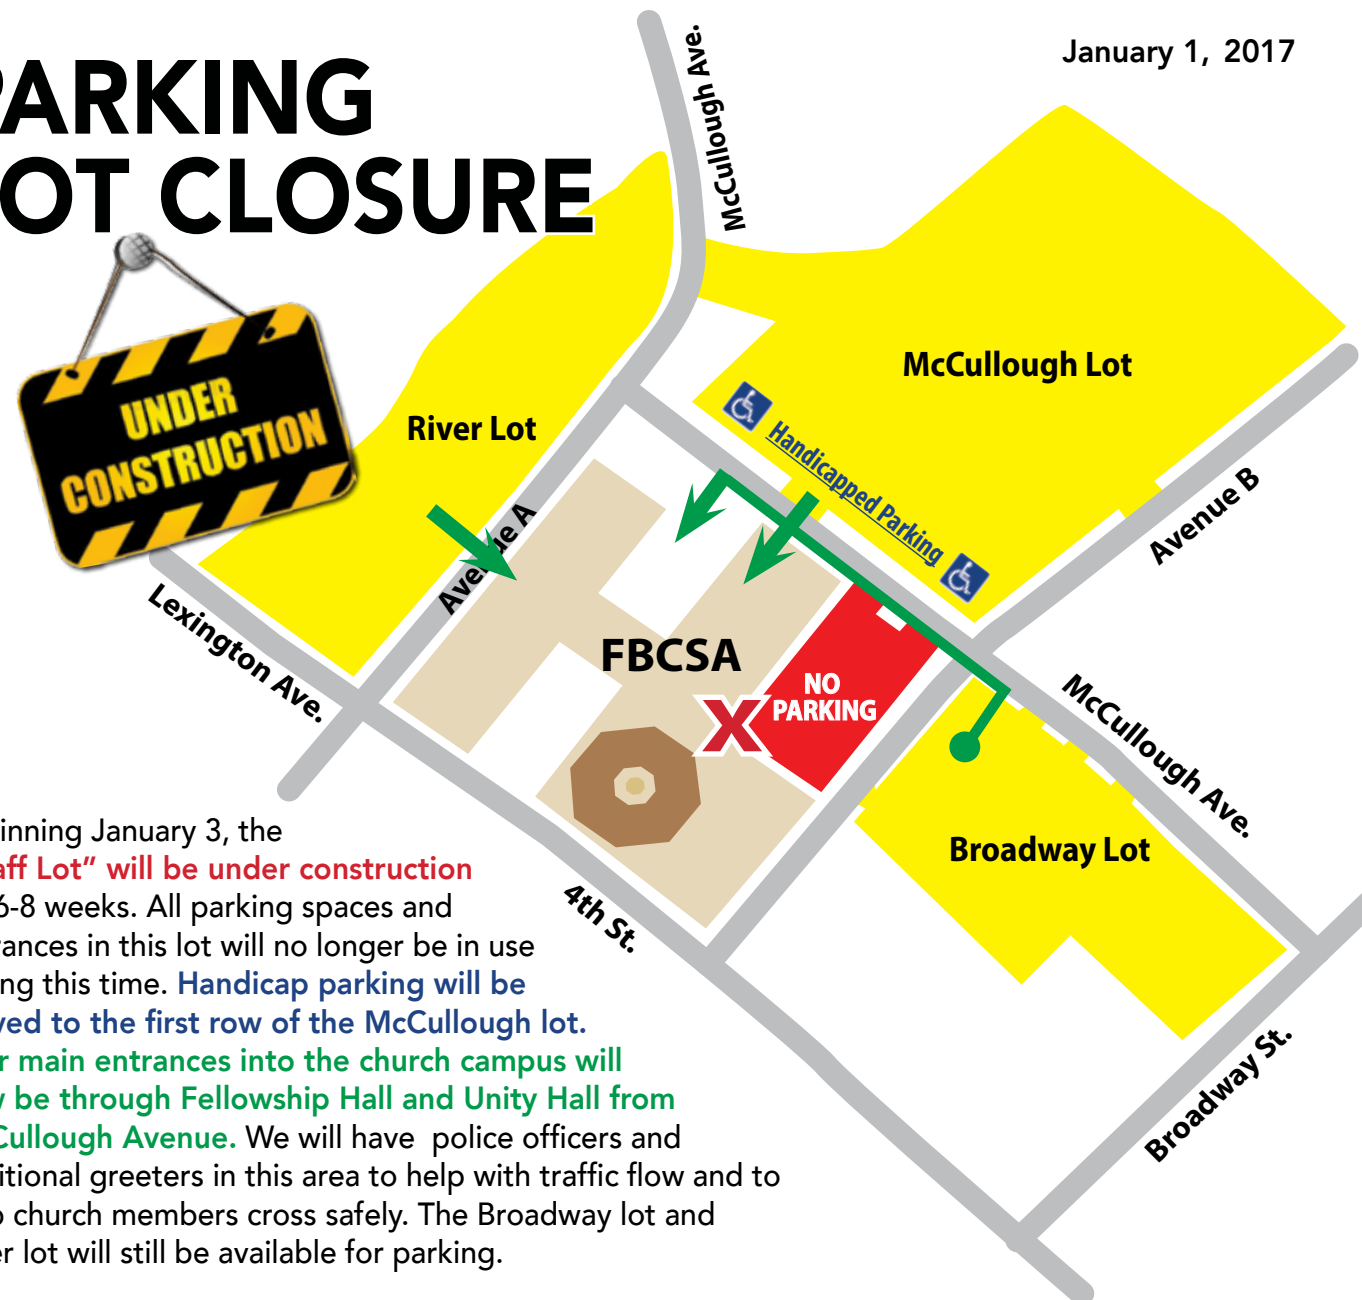 January 1, 2017
ARKING
OT CLOSURE
UNDER
CONSTRUCTION
McCullough Ave.
McCullough Lot
River Lot
Handicapped Parking
Avenue B
Avenue A
Lexington Ave.
FBCSA
NO
PARKING
X
McCullough Ave.
Broadway Lot
4th St.
Broadway St.
inning January 3, the
aff Lot” will be under construction
6-8 weeks. All parking spaces and
rances in this lot will no longer be in use
ing this time. Handicap parking will be
ved to the first row of the McCullough lot.
r main entrances into the church campus will
be through Fellowship Hall and Unity Hall from
Cullough Avenue. We will have police officers and
itional greeters in this area to help with traffic flow and to
church members cross safely. The Broadway lot and
er lot will still be available for parking.